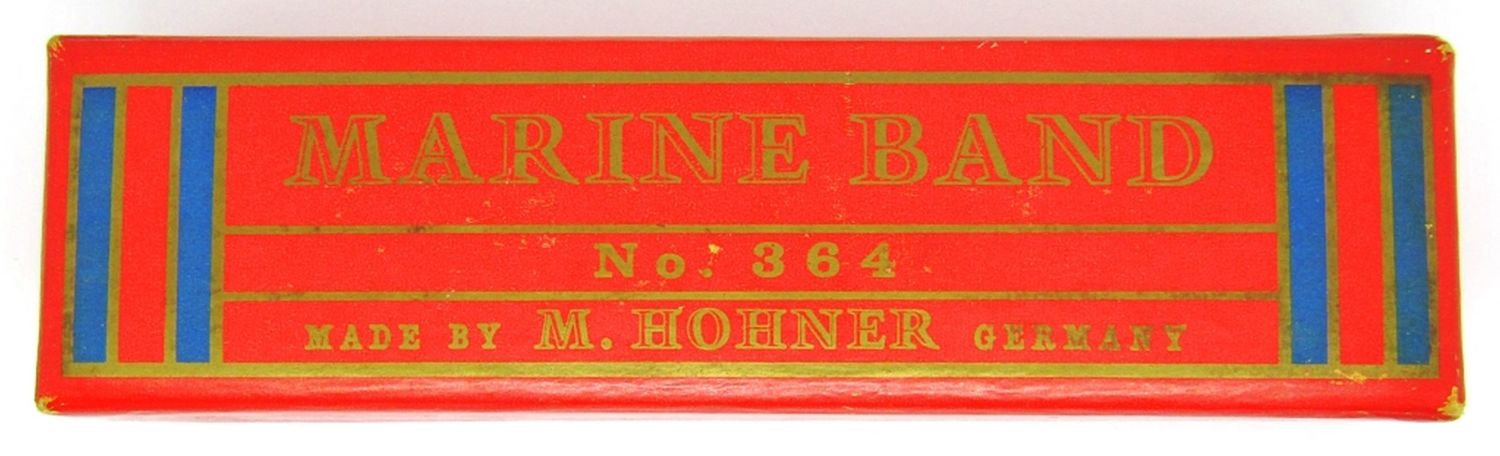 MARINE BAND
No. 364
MADE BY M. HOHNER GERMANY